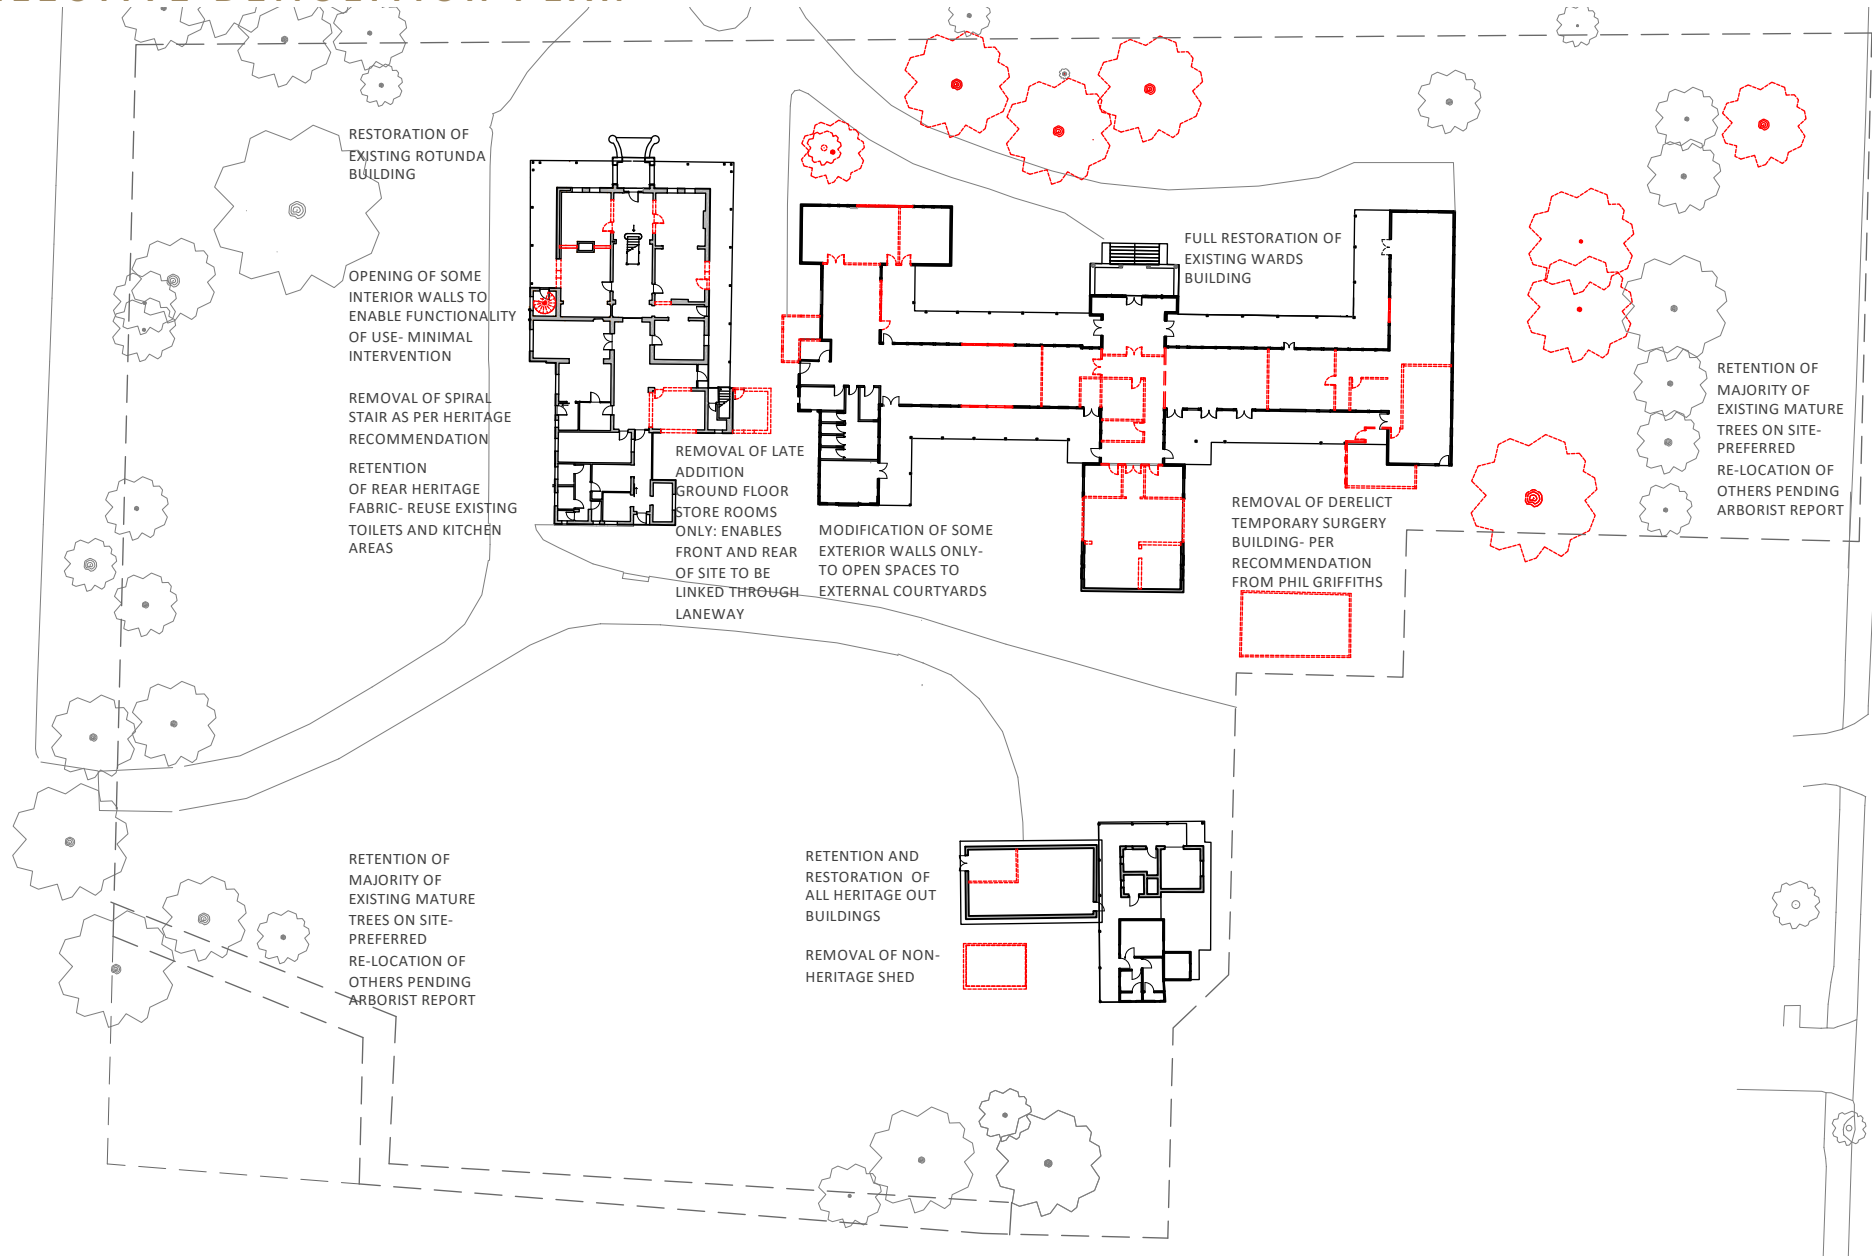 RESTORATION OF
EXISTING ROTUNDA
BUILDING
OPENING OF SOME
INTERIOR WALLS TO
ENABLE FUNCTIONALITY
OF USE- MINIMAL
INTERVENTION
REMOVAL OF SPIRAL
STAIR AS PER HERITAGE
RECOMMENDATION
RETENTION
OF REAR HERITAGE
FABRIC- REUSE EXISTING
TOILETS AND KITCHEN
AREAS
REMOVAL OF LATE
ADDITION
GROUND FLOOR
STORE ROOMS
ONLY: ENABLES
FRONT AND REAR
OF SITE TO BE
LINKED THROUGH
LANEWAY
MODIFICATION OF SOME
EXTERIOR WALLS ONLY-
TO OPEN SPACES TO
EXTERNAL COURTYARDS
FULL RESTORATION OF
EXISTING WARDS
BUILDING
REMOVAL OF DERELICT
TEMPORARY SURGERY
BUILDING- PER
RECOMMENDATION
FROM PHIL GRIFFITHS
RETENTION OF
MAJORITY OF
EXISTING MATURE
TREES ON SITE-
PREFERRED
RE-LOCATION OF
OTHERS PENDING
ARBORIST REPORT
RETENTION OF
MAJORITY OF
EXISTING MATURE
TREES ON SITE-
PREFERRED
RE-LOCATION OF
OTHERS PENDING
ARBORIST REPORT
RETENTION AND
RESTORATION OF
ALL HERITAGE OUT
BUILDINGS
REMOVAL OF NON-
HERITAGE SHED